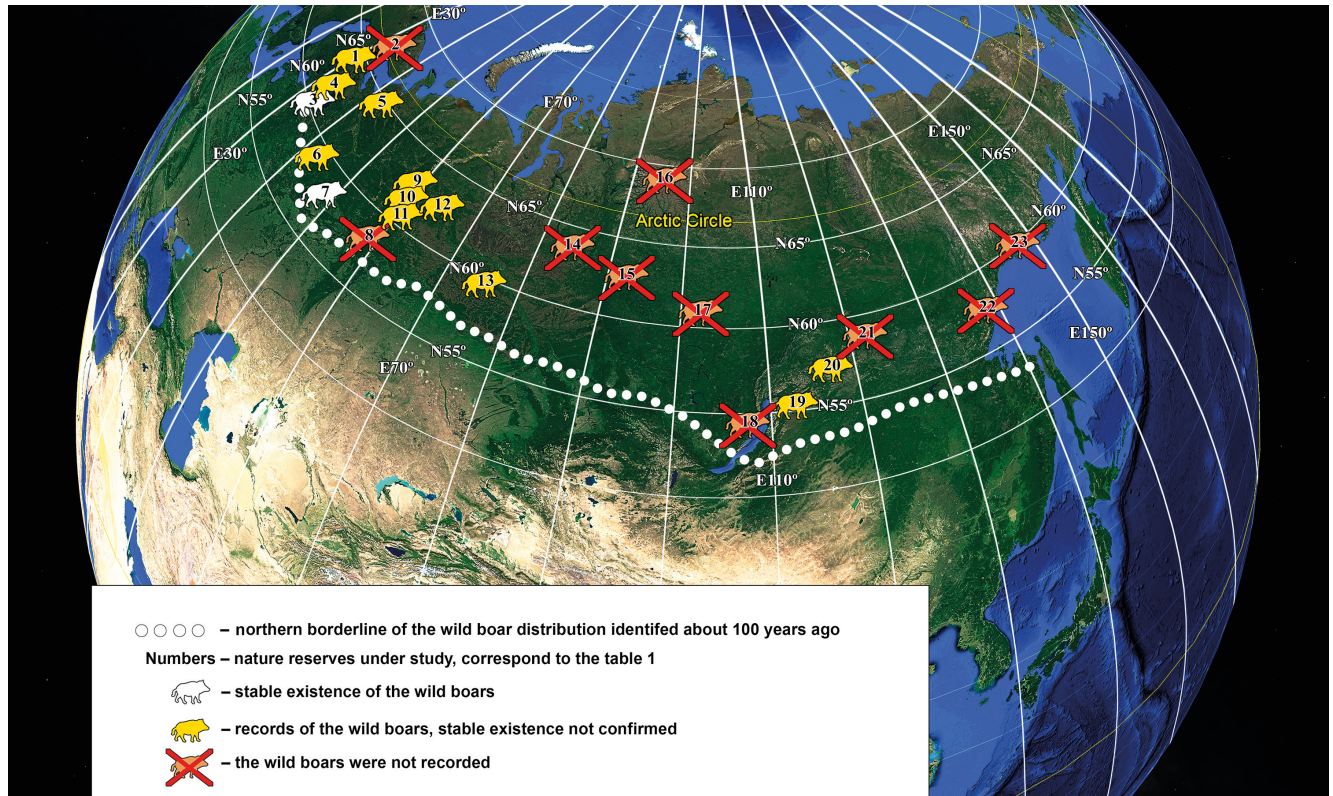 E30º
N65º
2
1
N60º
4
N55º
3
5
E70º
E150º
E30º
6
N65º
9
16
7
10
12
E110º
11
N65º
Arctic Circle
N60º
8
14
N65º
23
15
N60º
13
N55º
17
22
N60º
21
E150º
N55º
20
E70º
19
N55º
18
E110º
– northern borderline of the wild boar distribution identifed about 100 years ago
Numbers – nature reserves under study, correspond to the table 1
– stable existence of the wild boars
– records of the wild boars, stable existence not confirmed
– the wild boars were not recorded